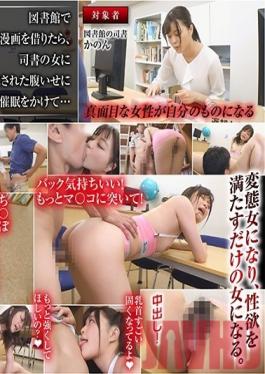 図書館で
漫画を借りたら、
司書の女に
された腹いせに
催眠をかけて…
対象者
図書館の司書
かのん
真面目な女性が自分のものになる
バック気持ちいい!
もっとマ○コに突いて!
変態女になり、性欲を
満たすだけの女になる。
中出し!
もっと強くして
ほしいの?♥
乳首すごい
固くなってるよ♥